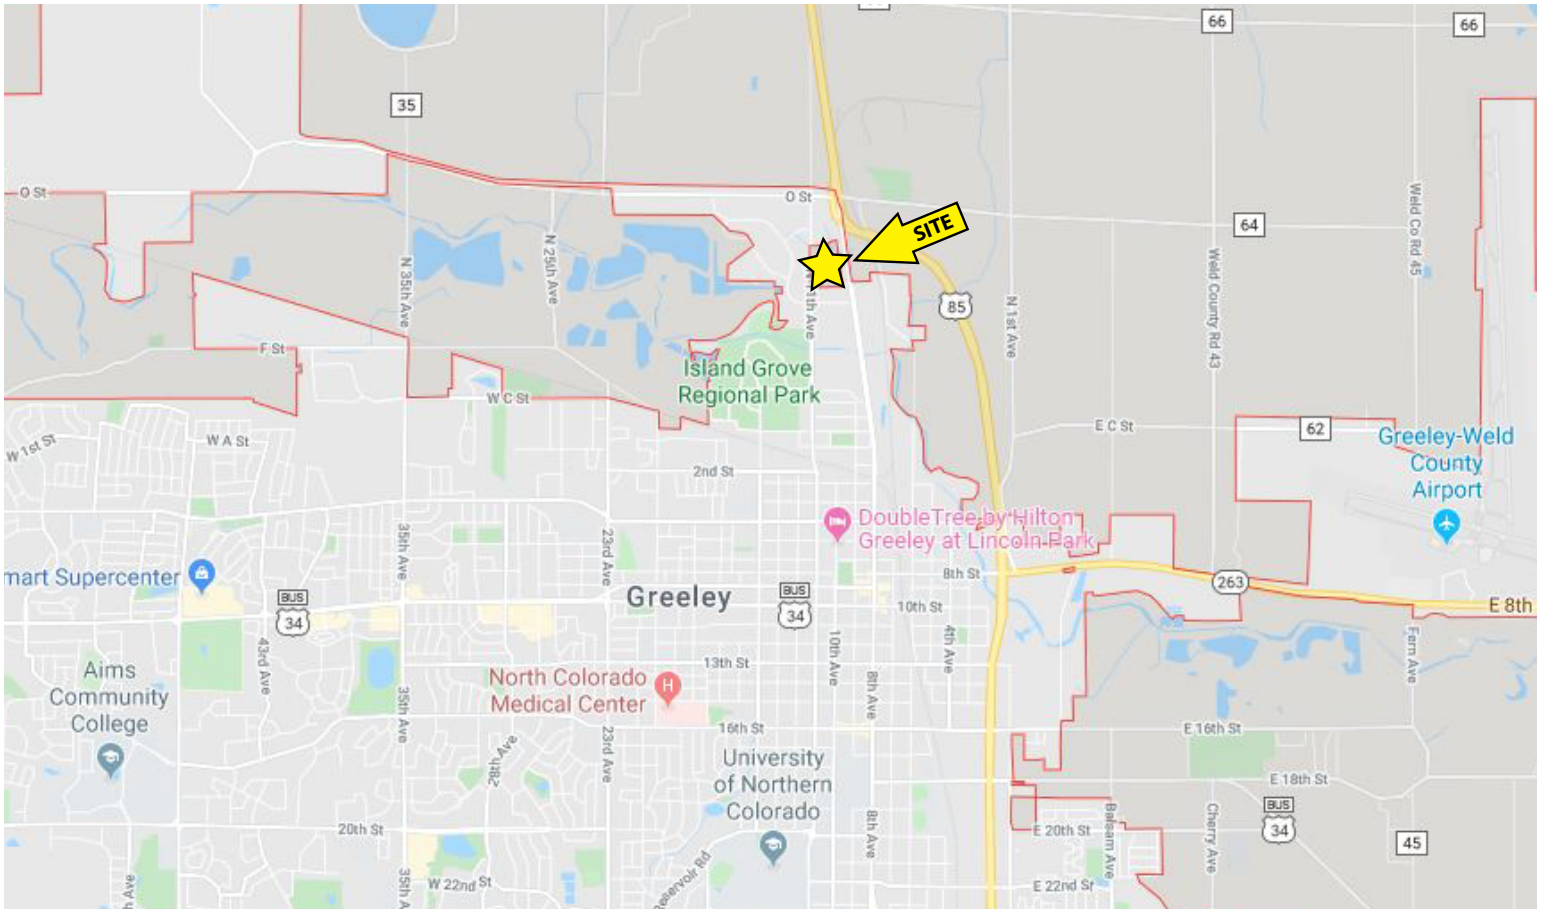 66
66
35
O St
O St
SITE
64
Weld Co Rd 45
N 35th Ave
N 25th Ave
Weld County Rd 43
85
N 1st Ave
F St
Island Grove
Regional Park
W C St
E C St
62
Greeley-Weld
County
Airport
W 1st St
W A St
2nd St
DoubleTree by Hilton
Greeley at Lincoln Park
35th Ave
23rd Ave
8th St
mart Supercenter
263
E 8th
BUS
34
Greeley
BUS
34
10th St
4th Ave
10th Ave
Fern Ave
43rd Ave
13th St
Aims
Community
College
North Colorado
Medical Center
H
8th Ave
35th Ave
16th St
E 16th St
23rd Ave
28th Ave
University
of Northern
Colorado
E 18th St
BUS
34
8th Ave
Balsam Ave
Cherry Ave
20th St
E 20th St
45
35th A
W 22nd St
Reservoir Rd
E 22nd St